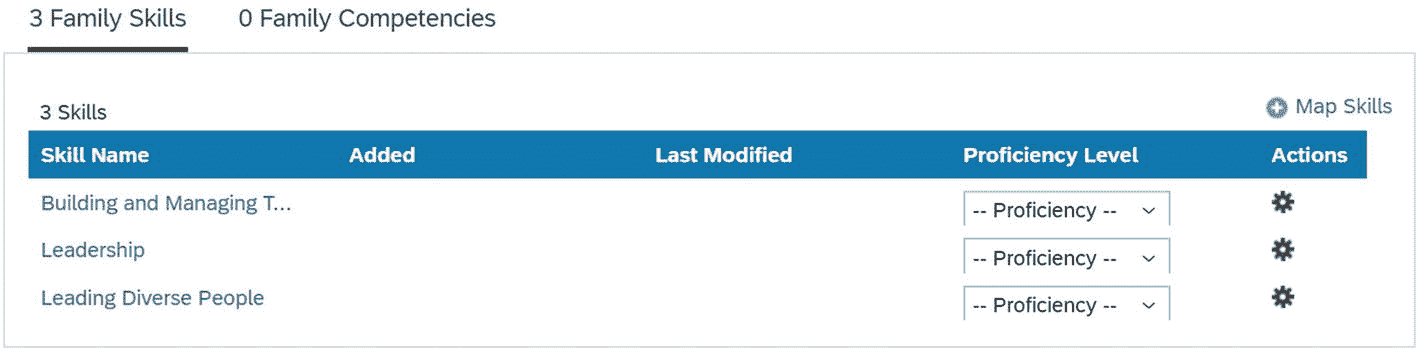 3 Family Skills 0 Family Competencies
3 Skills Map Skills
Skill Name Added Last Modified Proficiency Level Actions
Building and Managing T... -- Proficiency --
Leadership -- Proficiency --
Leading Diverse People -- Proficiency --